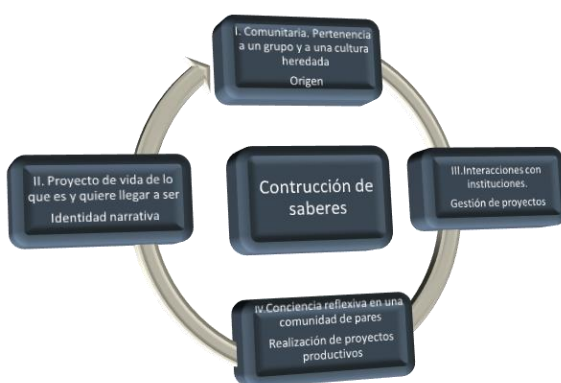 I. Comunitaria. Pertenencia
a un grupo y a una cultura
heredada
Origen
II. Proyecto de vida de lo
que es y quiere llegar a ser
Identidad narrativa
Contrucción de
saberes
III.Interacciones con
instituciones.
Gestión de proyectos
IV.Conciencia reflexiva en una
comunidad de pares
Realización de proyectos
productivos